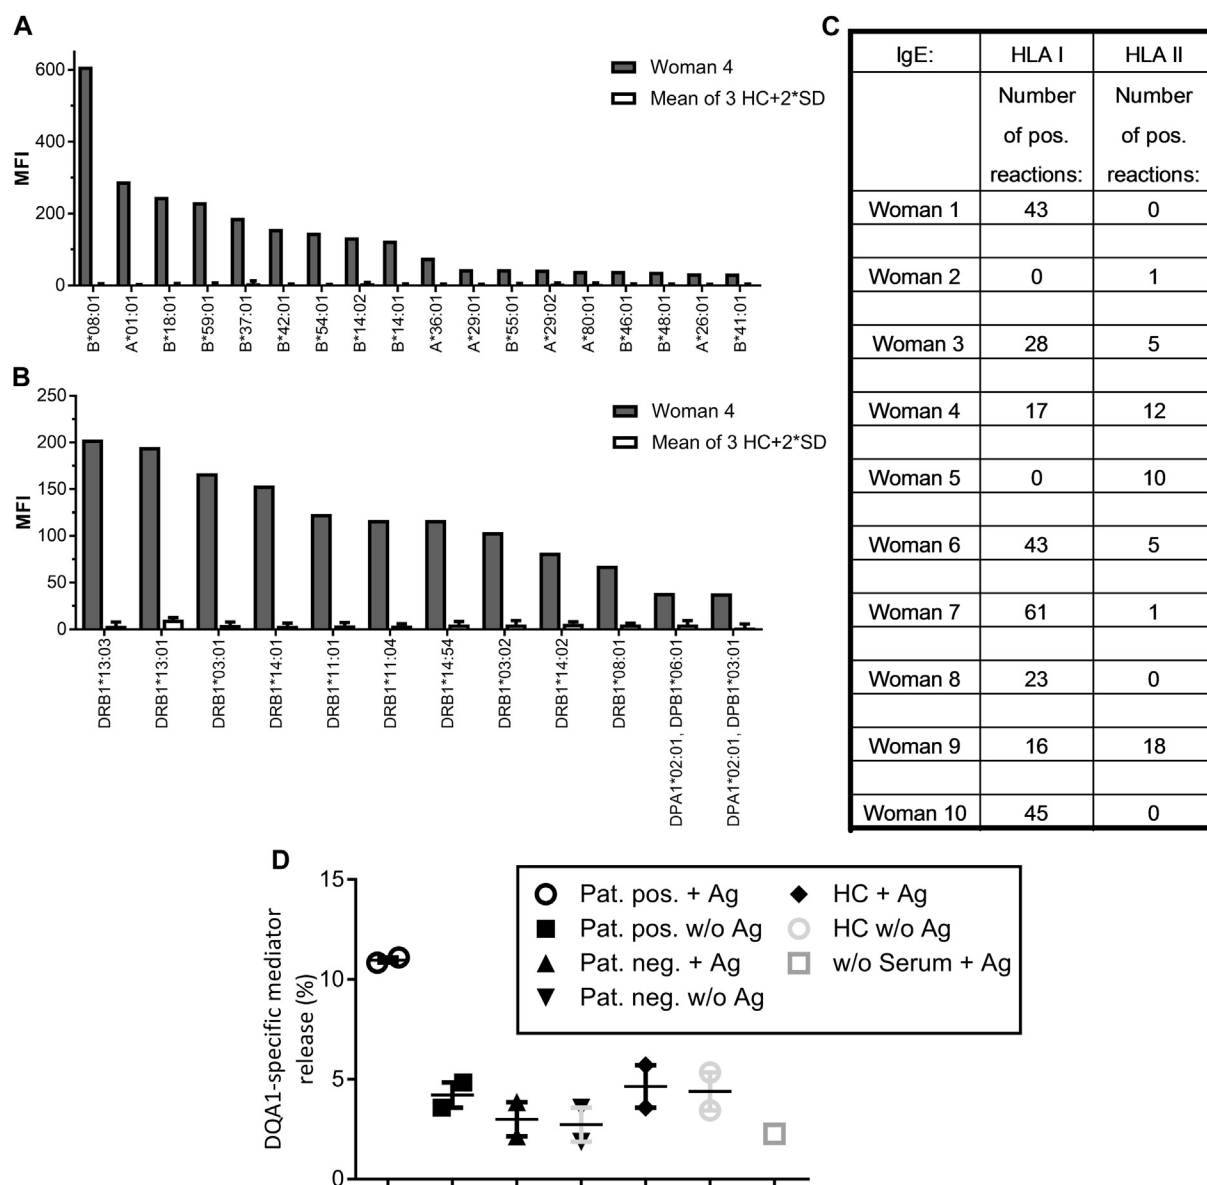 A
MFI
600
400
200
0
Woman 4
Mean of 3 HC+2*SD
B*08:01
A*01:01
B*18:01
B*59:01
B*37:01
B*42:01
B*54:01
B*14:02
B*14:01
A*36:01
A*29:01
B*55:01
A*29:02
A*80:01
B*46:01
B*48:01
A*26:01
B*41:01
B
MFI
250
200
150
100
50
0
Woman 4
Mean of 3 HC+2*SD
DRB1*13:03
DRB1*13:01
DRB1*03:01
DRB1*14:01
DRB1*11:01
DRB1*11:04
DRB1*14:54
DRB1*03:02
DRB1*14:02
DRB1*08:01
DPA1*02:01, DPB1*06:01
DPA1*02:01, DPB1*03:01
C
IgE: HLA I HLA II
Number Number
of pos. of pos.
reactions: reactions:
Woman 1 43 0
Woman 2 0 1
Woman 3 28 5
Woman 4 17 12
Woman 5 0 10
Woman 6 43 5
Woman 7 61 1
Woman 8 23 0
Woman 9 16 18
Woman 10 45 0
D
DQA1-specific mediator
release (%)
15
10
5
0
Pat. pos. + Ag
Pat. pos. w/o Ag
Pat. neg. + Ag
Pat. neg. w/o Ag
HC + Ag
HC w/o Ag
w/o Serum + Ag